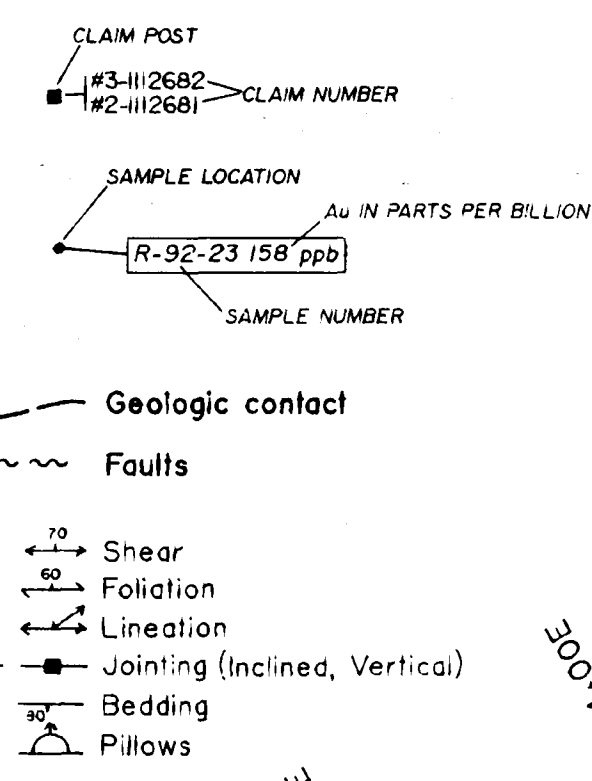 CLAIM POST
#3-1112682
#2-1112681
CLAIM NUMBER
SAMPLE LOCATION
Au IN PARTS PER BILLION
R-92-23 158 ppb
SAMPLE NUMBER
Geologic contact
Faults
70
Shear
60
Foliation
Lineation
Jointing (Inclined, Vertical)
Bedding
30
Pillows